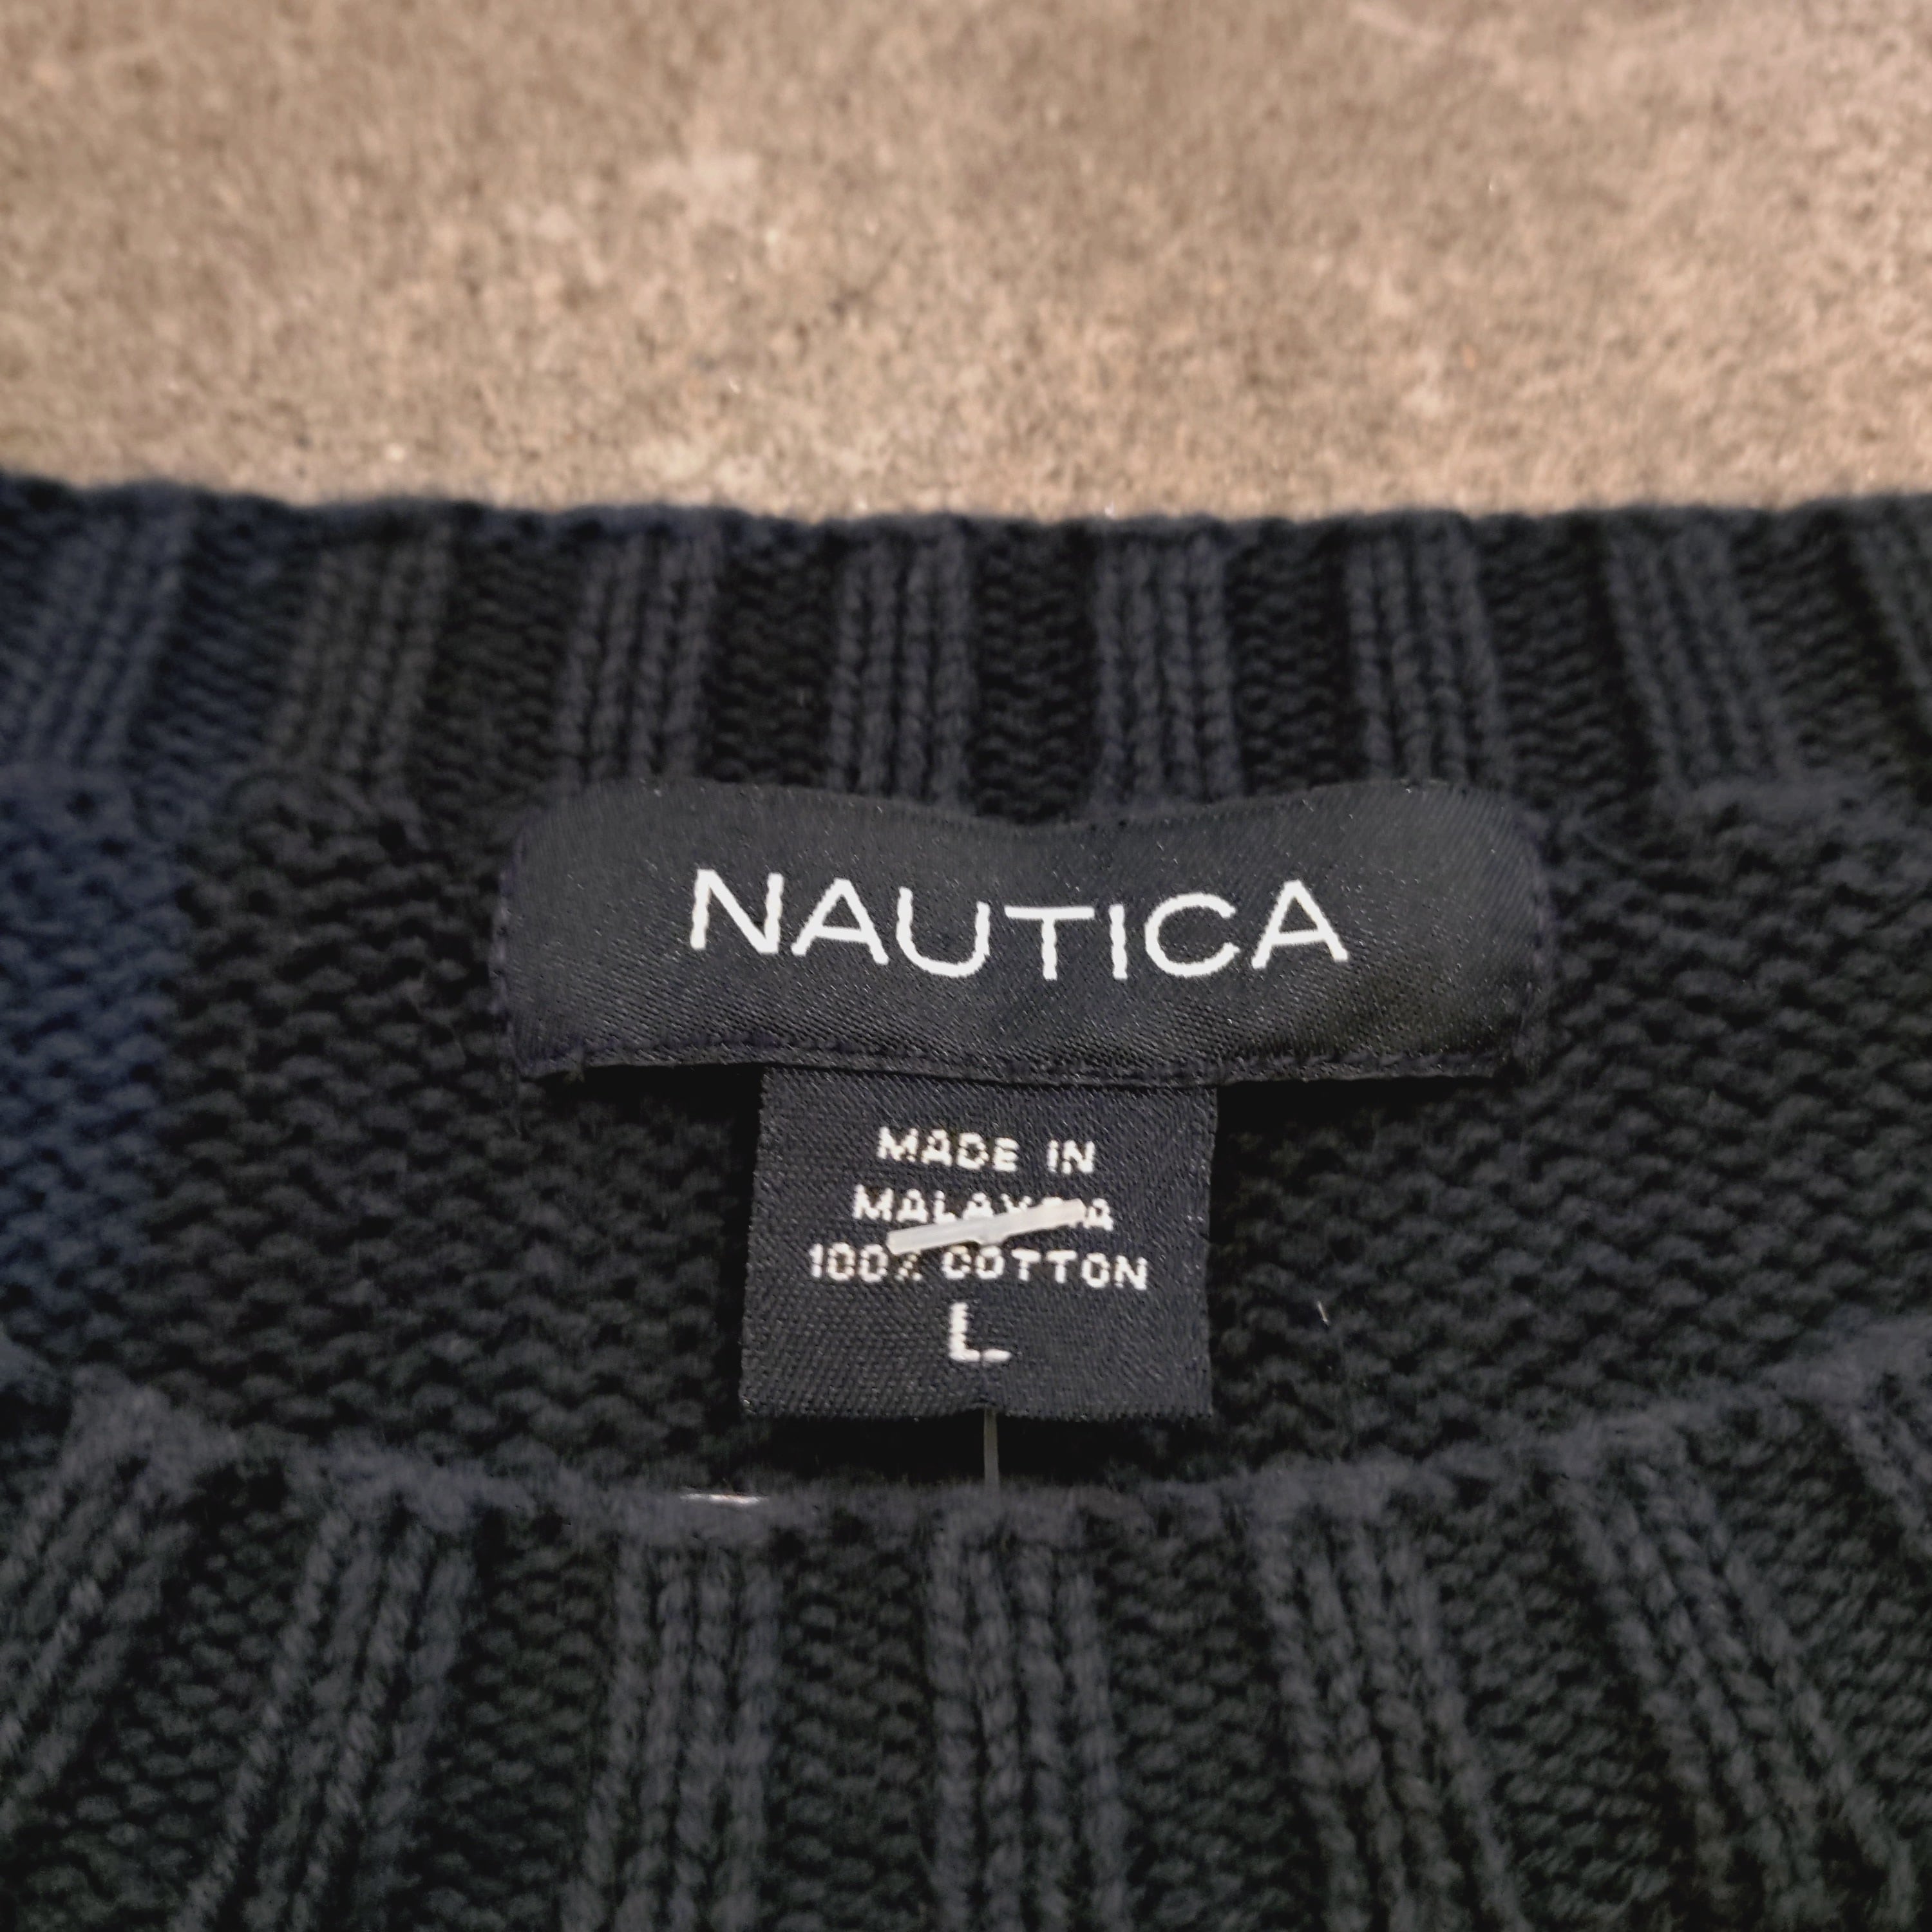 NAUTICA
MADE IN
MALAYSIA
100% COTTON
L